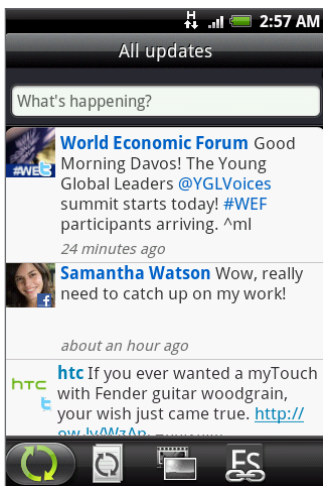 H 2:57 AM
All updates
What's happening?
World Economic Forum Good
Morning Davos! The Young
Global Leaders @YGLVoices
summit starts today! #WEF
participants arriving. ^ml
#WEF
24 minutes ago
Samantha Watson Wow, really
need to catch up on my work!
about an hour ago
htc If you ever wanted a myTouch
with Fender guitar woodgrain,
your wish just came true. http://
htc
FS